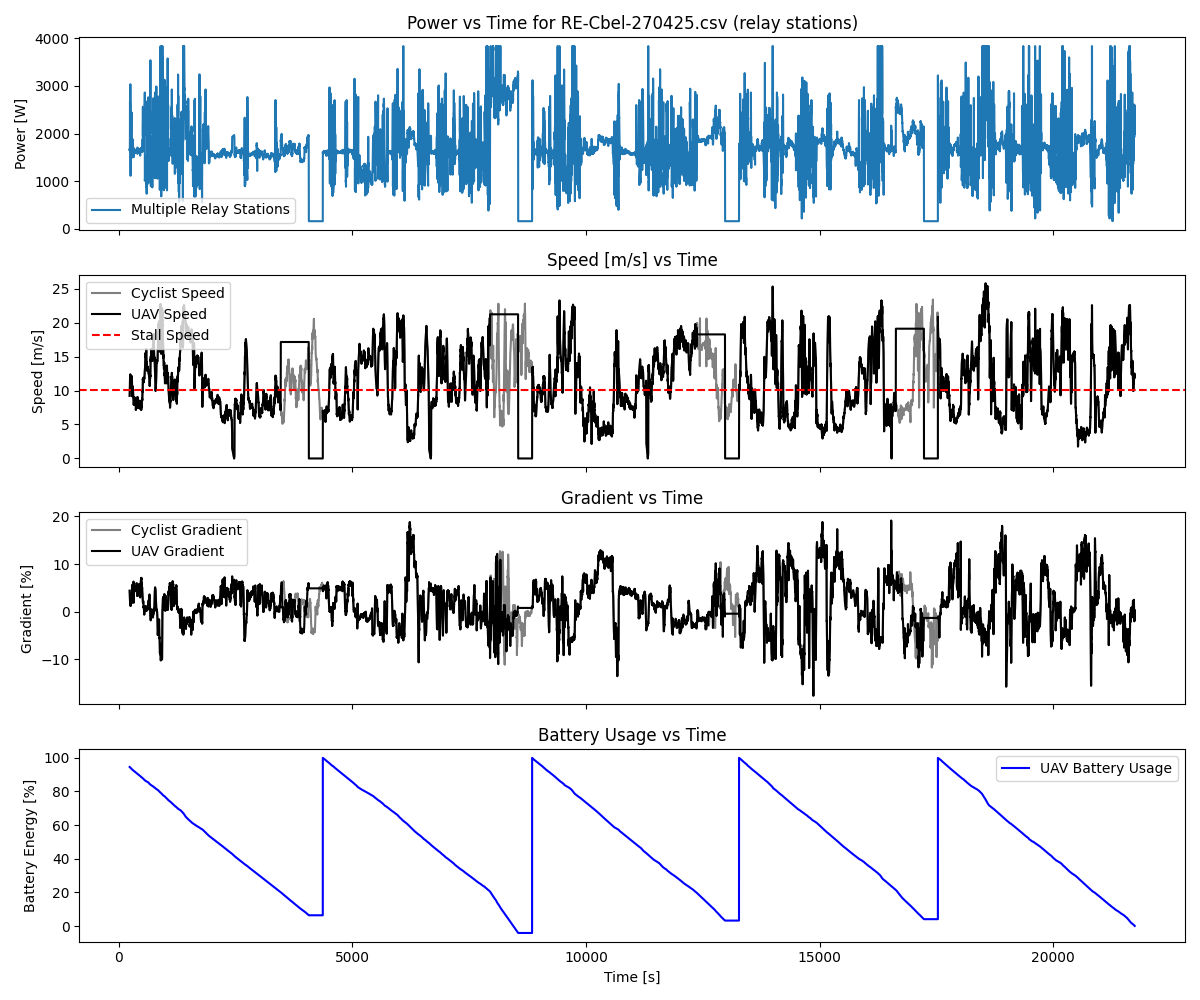 Power vs Time for RE-Cbel-270425.csv (relay stations)
4000
3000
2000
1000
0
Power [W]
Multiple Relay Stations
Speed [m/s] vs Time
25
20
15
10
5
0
Speed [m/s]
Cyclist Speed
UAV Speed
Stall Speed
Gradient vs Time
20
10
0
−10
Gradient [%]
Cyclist Gradient
UAV Gradient
Battery Usage vs Time
100
80
60
40
20
0
Battery Energy [%]
UAV Battery Usage
0 5000 10000 15000 20000
Time [s]